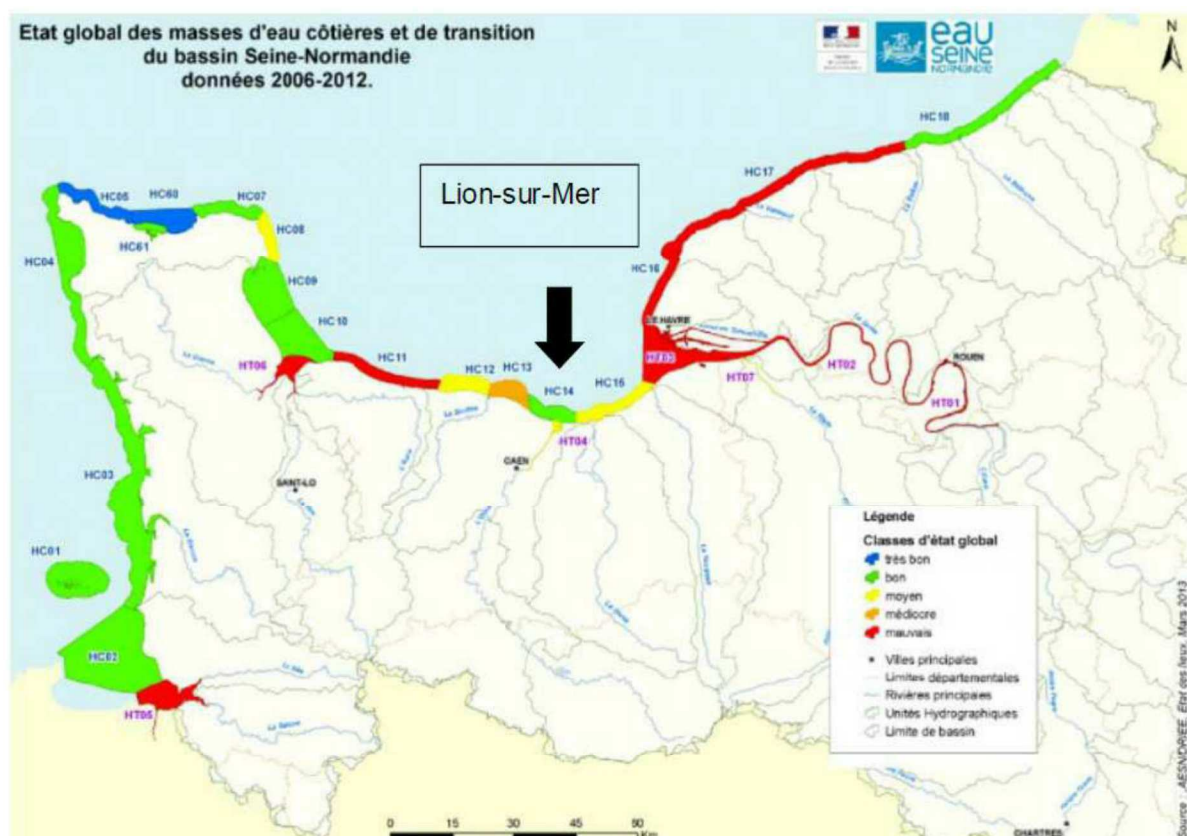 Etat global des masses d'eau côtières et de transition
du bassin Seine-Normandie
données 2006-2012.
eau
SEINE
NORMANDIE
N
HC18
HC17
Lion-sur-Mer
HC05
HC60
HC07
HC61
HC08
HC04
HC09
HC16
HC10
LE HAVRE
HT06
HC11
HT03
HT02
ROUEN
HC12
HC13
HT07
HC14
HC15
HT01
HT04
CAEN
HC03
SAINT-LO
HC01
HC02
HT05
Légende
Classes d'état global
très bon
bon
moyen
médiocre
mauvais
Villes principales
Limites départementales
Rivières principales
Unités Hydrographiques
Limite de bassin
0 10 20 30 40
Km
CHARTRES